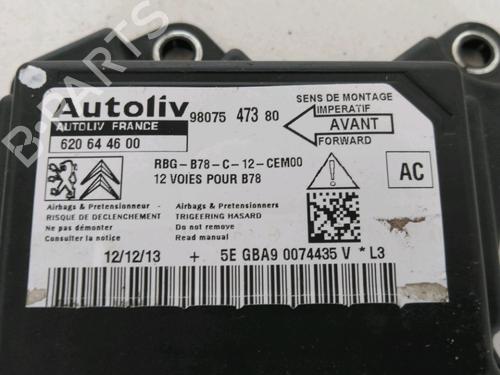 Autoliv
AUTOLIV FRANCE
620 64 46 00
98075 473 80
SENS DE MONTAGE
IMPERATIF
AVANT
FORWARD
RBG-B78-C-12-CEM00
12 VOIES POUR B78
AC
Airbags & Pretensionneur
RISQUE DE DECLENCHEMENT
Ne pas démonter
Consulter la notice
Airbags & Pretensioners
TRIGEERING HASARD
Do not remove
Read manual
12/12/13 + 5E GBA9 0074435 V *L3
B-PARTS